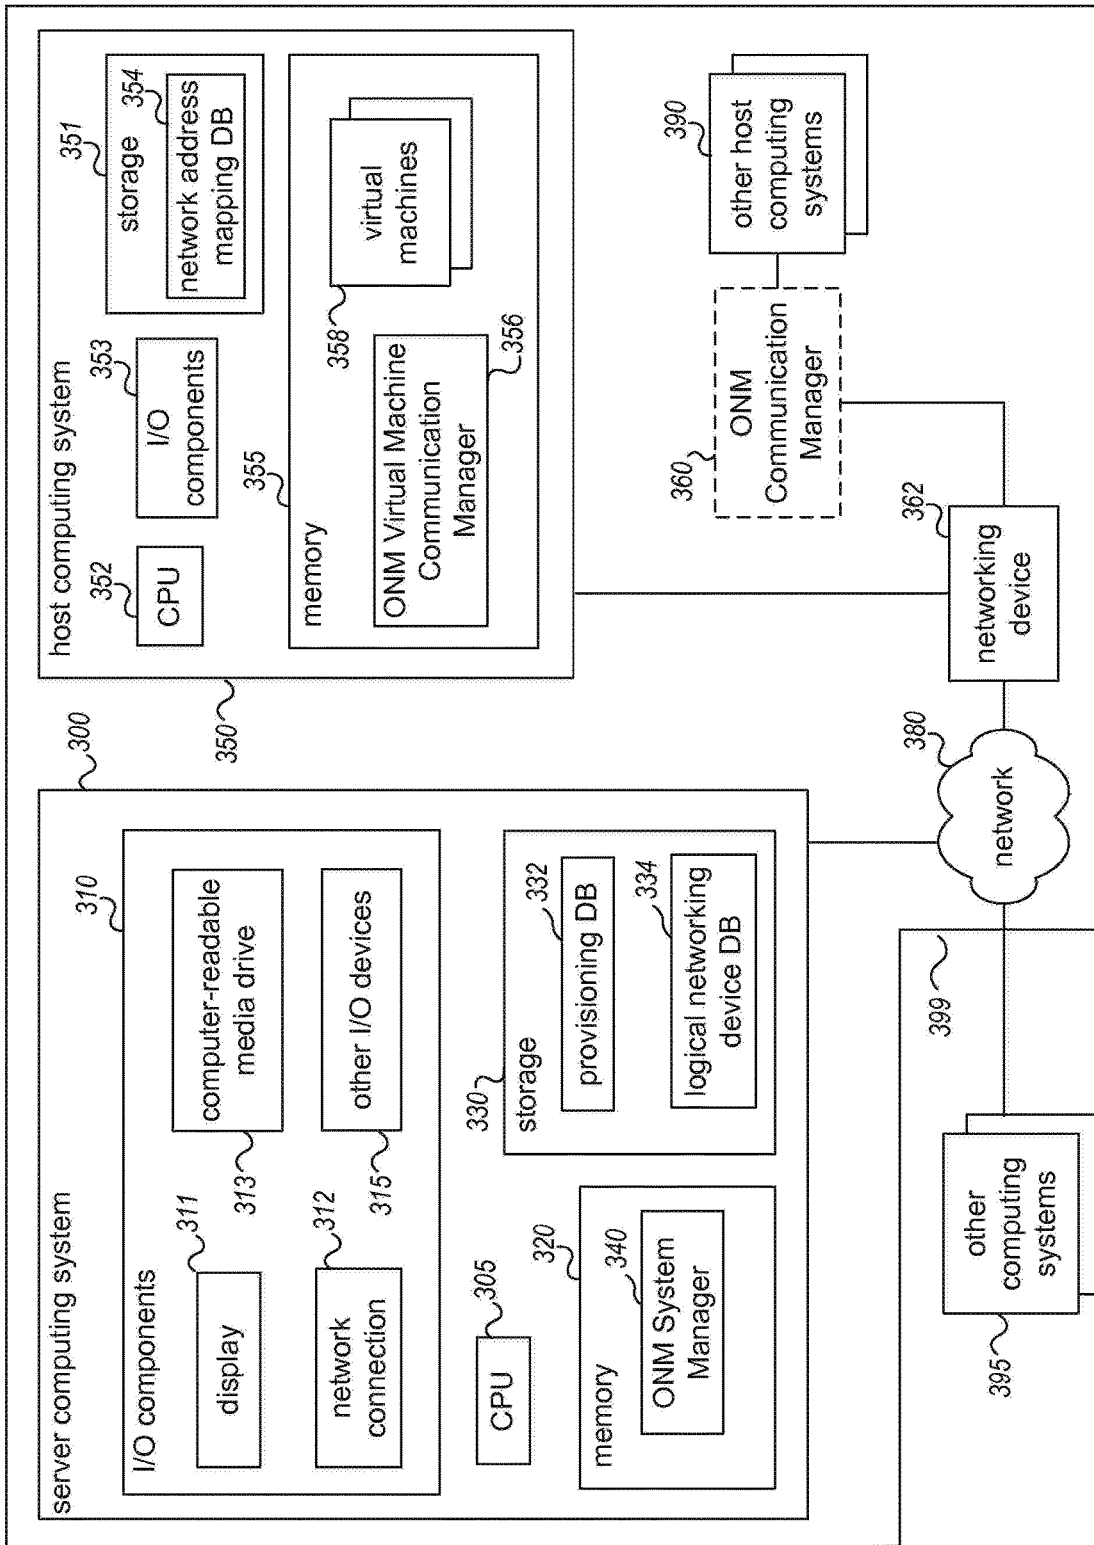 server computing system
300
I/O components
310
display
311
computer-readable
media drive
313
network
connection
312
other I/O devices
315
CPU
305
memory
320
ONM System
Manager
340
storage
330
provisioning DB
332
logical networking
device DB
334
host computing system
350
CPU
352
I/O
components
353
storage
351
network address
mapping DB
354
memory
355
ONM Virtual Machine
Communication
Manager
356
virtual
machines
358
other
computing
systems
395
399
network
380
networking
device
362
ONM
Communication
Manager
360
other host
computing
systems
390